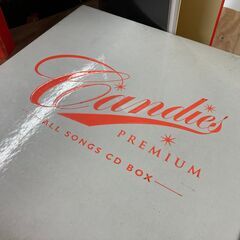 Candies
PREMIUM
ALL SONGS CD BOX